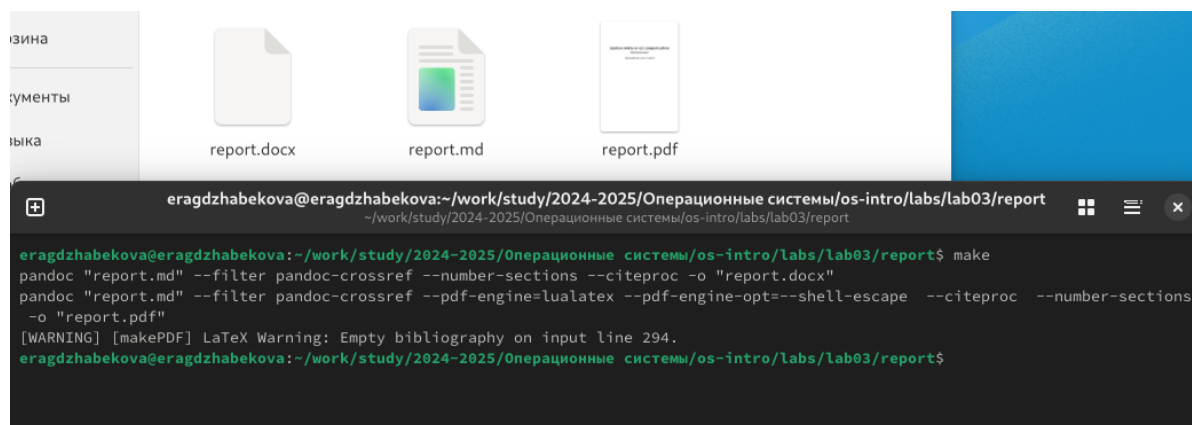 рзина
кументы
зыка
report.docx
report.md
report.pdf
eragdzhabekova@eragdzhabekova:~/work/study/2024-2025/Операционные системы/os-intro/labs/lab03/report
~/work/study/2024-2025/Операционные системы/os-intro/labs/lab03/report
eragdzhabekova@eragdzhabekova:~/work/study/2024-2025/Операционные системы/os-intro/labs/lab03/report$ make
pandoc "report.md" --filter pandoc-crossref --number-sections --citeproc -o "report.docx"
pandoc "report.md" --filter pandoc-crossref --pdf-engine=lualatex --pdf-engine-opt=--shell-escape  --citeproc  --number-sections
-o "report.pdf"
[WARNING] [makePDF] LaTeX Warning: Empty bibliography on input line 294.
eragdzhabekova@eragdzhabekova:~/work/study/2024-2025/Операционные системы/os-intro/labs/lab03/report$